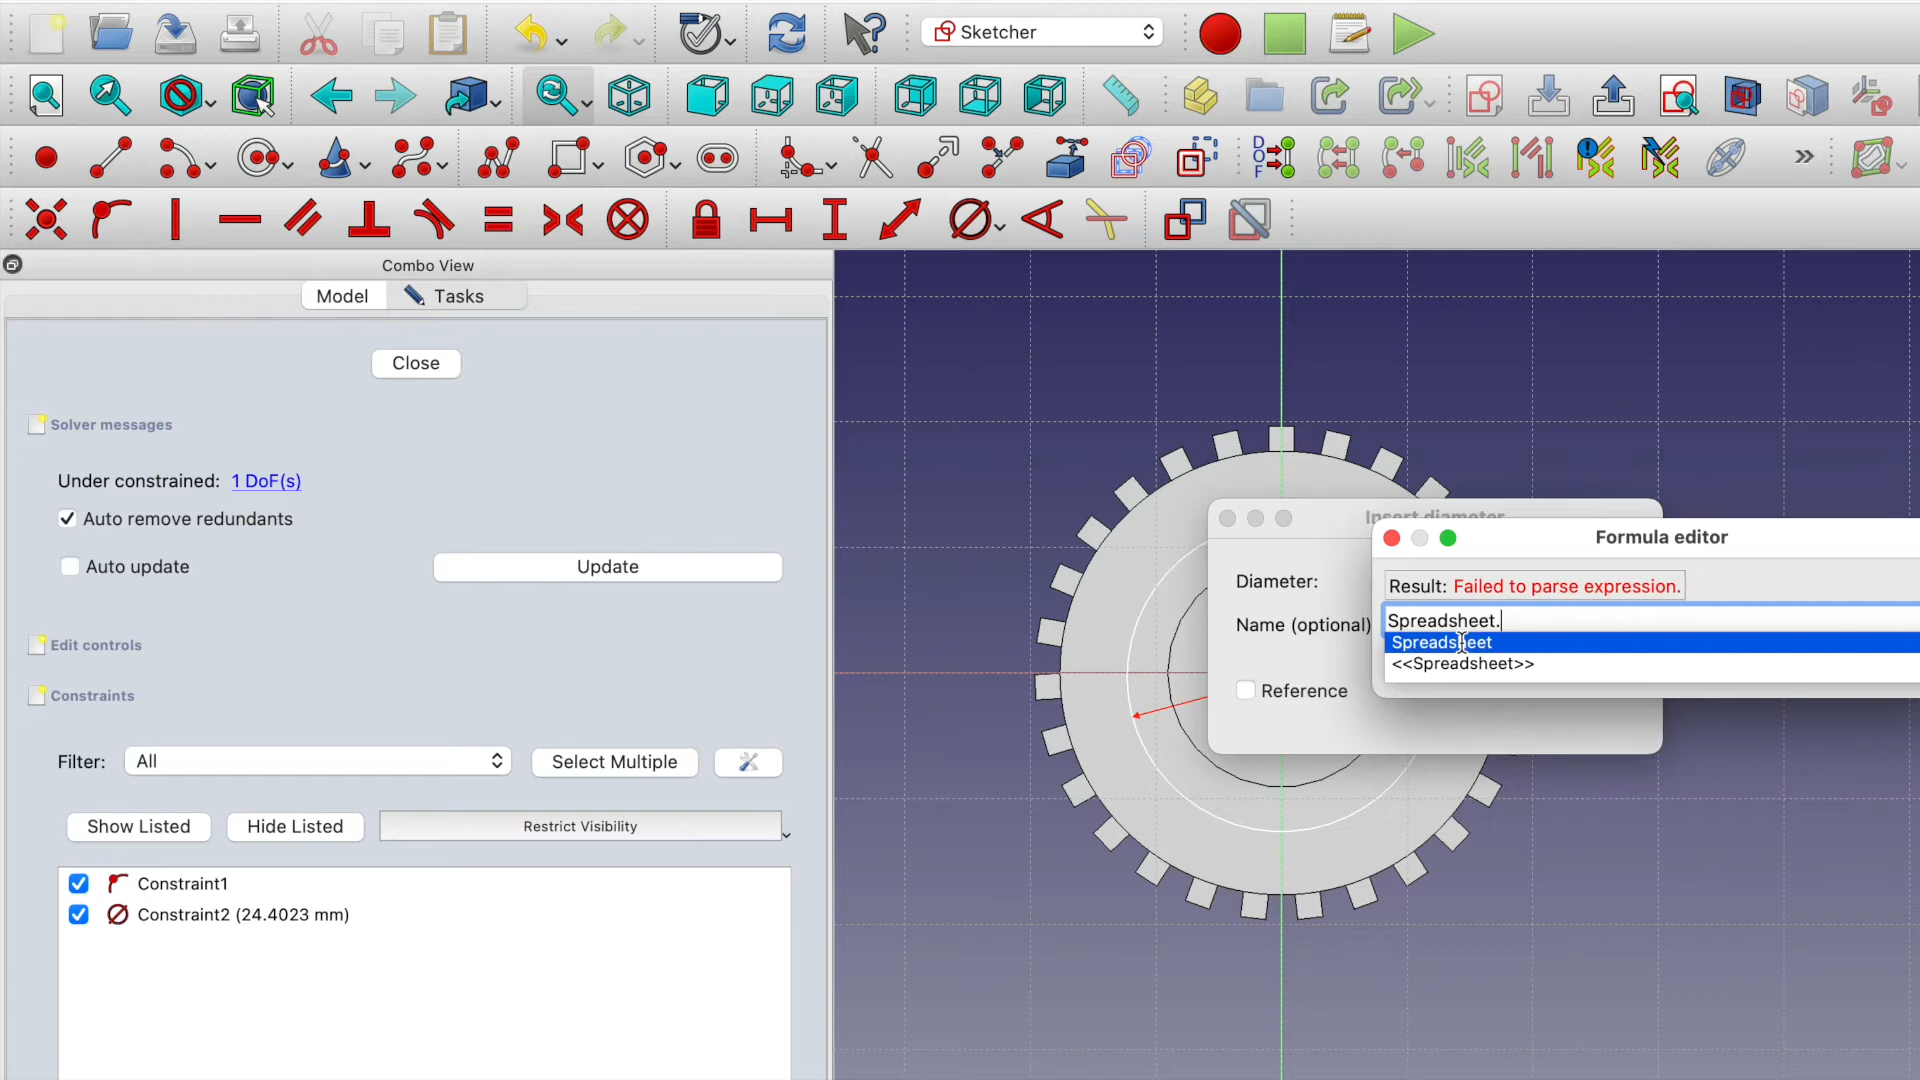 Sketcher
D
O
F
Combo View
Model
Tasks
Close
Solver messages
Under constrained: 1 DoF(s)
Auto remove redundants
Auto update
Update
Edit controls
Constraints
Filter:
All
Select Multiple
Show Listed
Hide Listed
Restrict Visibility
Constraint1
Constraint2 (24.4023 mm)
Insert diameter
Diameter:
Name (optional)
Reference
Formula editor
Result: Failed to parse expression.
Spreadsheet.
Spreadsheet
<<Spreadsheet>>